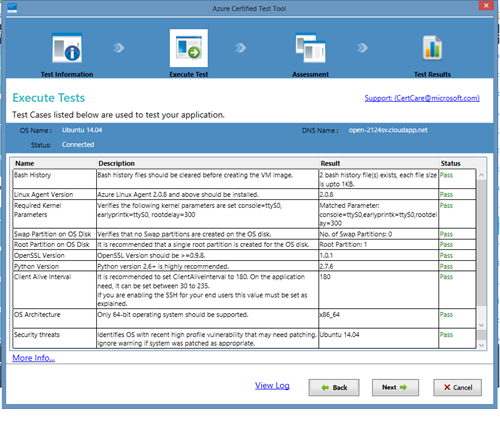 Azure Certified Test Tool
Test Information
Execute Test
Assessment
Test Results
Execute Tests
Support: (CertCare@microsoft.com)
Test Cases listed below are used to test your application.
OS Name : Ubuntu 14.04
DNS Name : open-2124sv.cloudapp.net
Status: Connected
Name Description Result Status
Bash History Bash history files should be cleared before creating the VM image. 2 bash history file(s) exists, each file size Pass
is upto 1KB.
Linux Agent Version Azure Linux Agent 2.0.8 and above should be installed. 2.0.8 Pass
Required Kernel Verifies the following kernel parameters are set console=ttyS0, Matched Parameter: Pass
Parameters earlyprintk=ttyS0, rootdelay=300 console=ttyS0,earlyprintk=ttyS0,rootdel
ay=300
Swap Partition on OS Disk Verifies that no Swap partitions are created on the OS disk. No. of Swap Partitions: 0 Pass
Root Partition on OS Disk It is recommended that a single root partition is created for the OS disk. Root Partition: 1 Pass
OpenSSL Version OpenSSL Version should be >=0.9.8. 1.0.1 Pass
Python Version Python version 2.6+ is highly recommended. 2.7.6 Pass
Client Alive Interval It is recommended to set ClientAliveInterval to 180. On the application 180 Pass
need, it can be set between 30 to 235.
If you are enabling the SSH for your end users this value must be set as
explained.
OS Architecture Only 64-bit operating system should be supported. x86_64 Pass
Security threats Identifies OS with recent high profile vulnerability that may need patching. Ubuntu 14.04 Pass
Ignore warning if system was patched as appropriate.
More Info...
View Log
Back
Next
Cancel